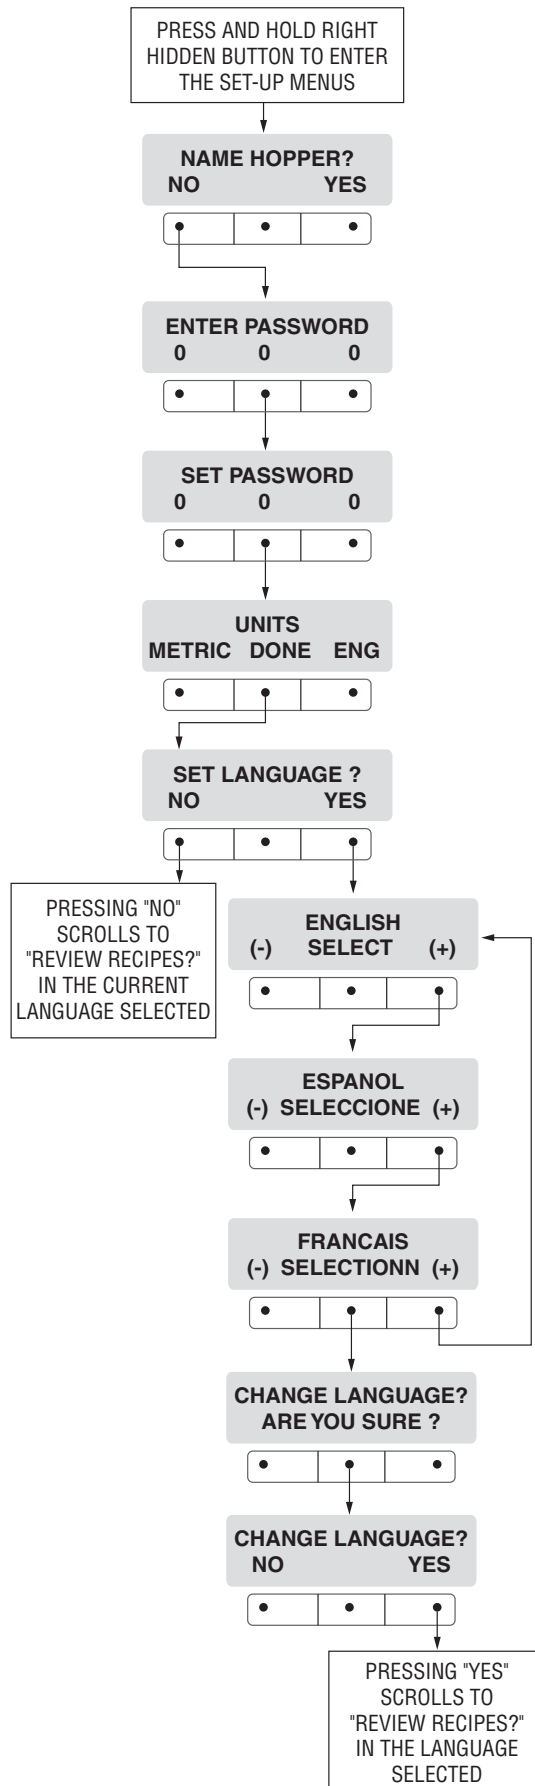 PRESS AND HOLD RIGHT
HIDDEN BUTTON TO ENTER
THE SET-UP MENUS
NAME HOPPER?
NO YES
ENTER PASSWORD
0 0 0
SET PASSWORD
0 0 0
UNITS
METRIC DONE ENG
SET LANGUAGE ?
NO YES
PRESSING "NO"
SCROLLS TO
"REVIEW RECIPES?"
IN THE CURRENT
LANGUAGE SELECTED
ENGLISH
(-) SELECT (+)
ESPANOL
(-) SELECCIONE (+)
FRANCAIS
(-) SELECTIONN (+)
CHANGE LANGUAGE?
ARE YOU SURE ?
CHANGE LANGUAGE?
NO YES
PRESSING "YES"
SCROLLS TO
"REVIEW RECIPES?"
IN THE LANGUAGE
SELECTED